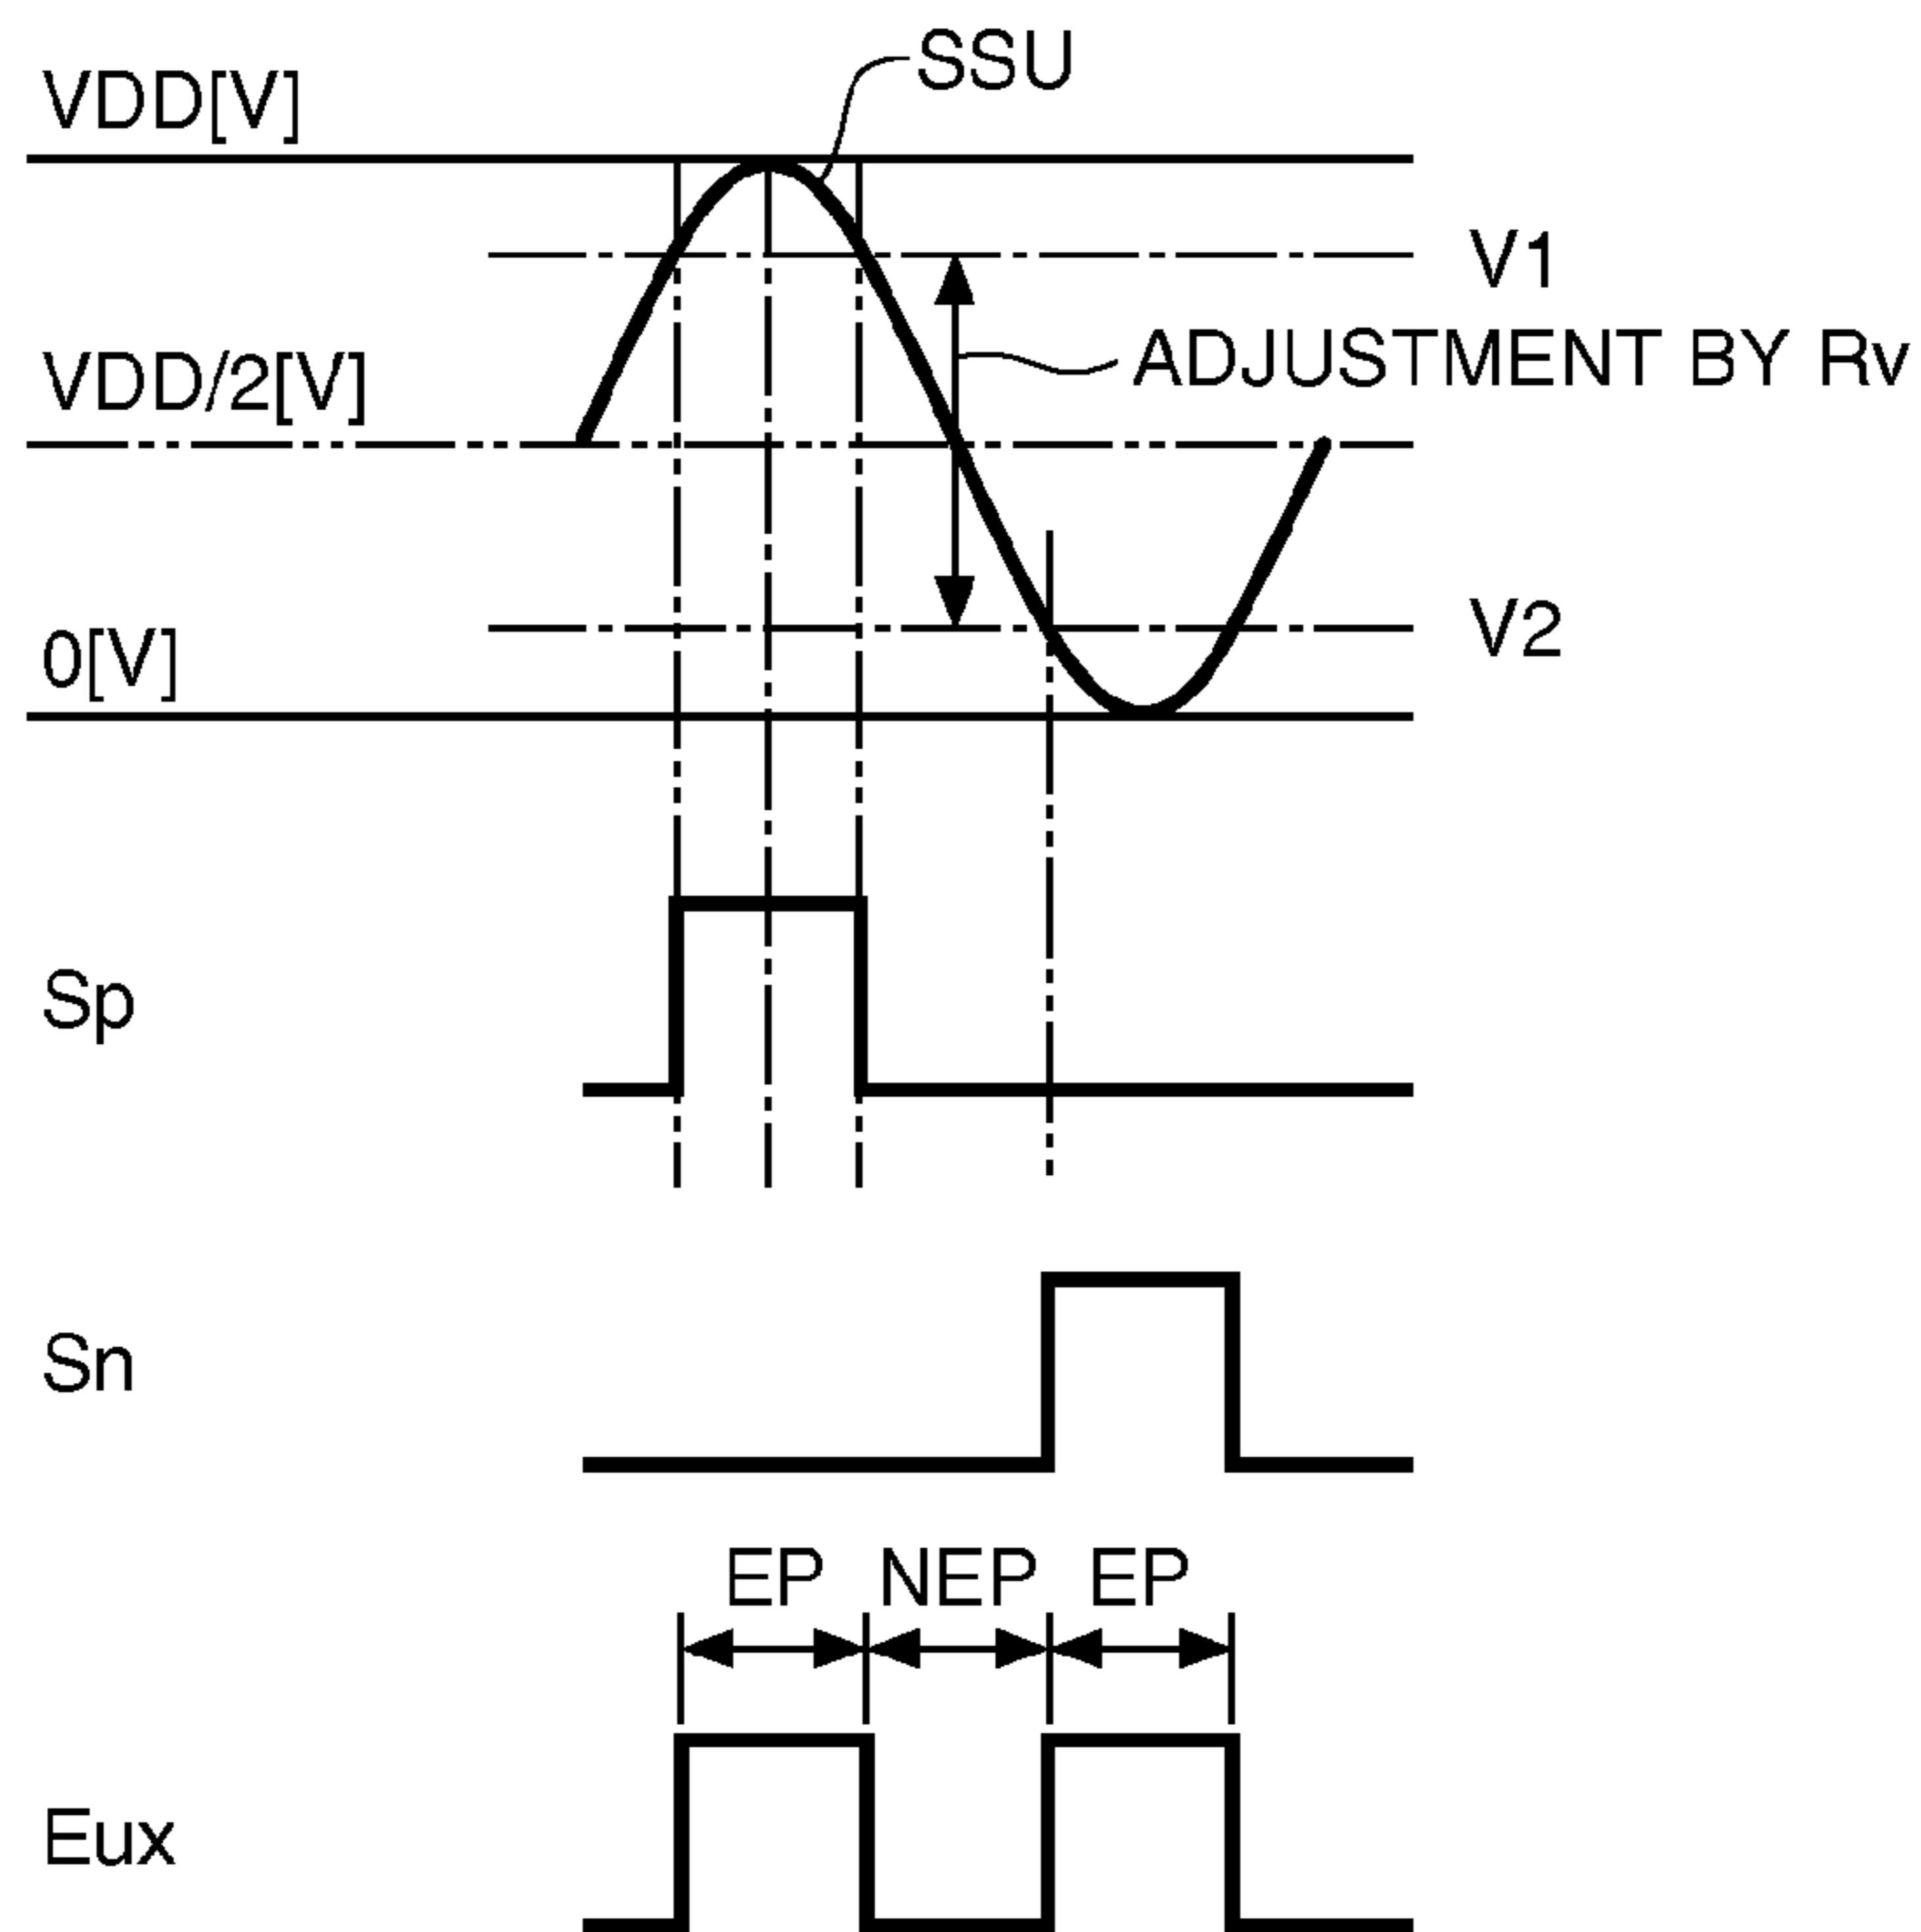 SSU
VDD[V]
V1
ADJUSTMENT BY Rv
VDD/2[V]
V2
0[V]
Sp
Sn
EP NEP EP
Eux